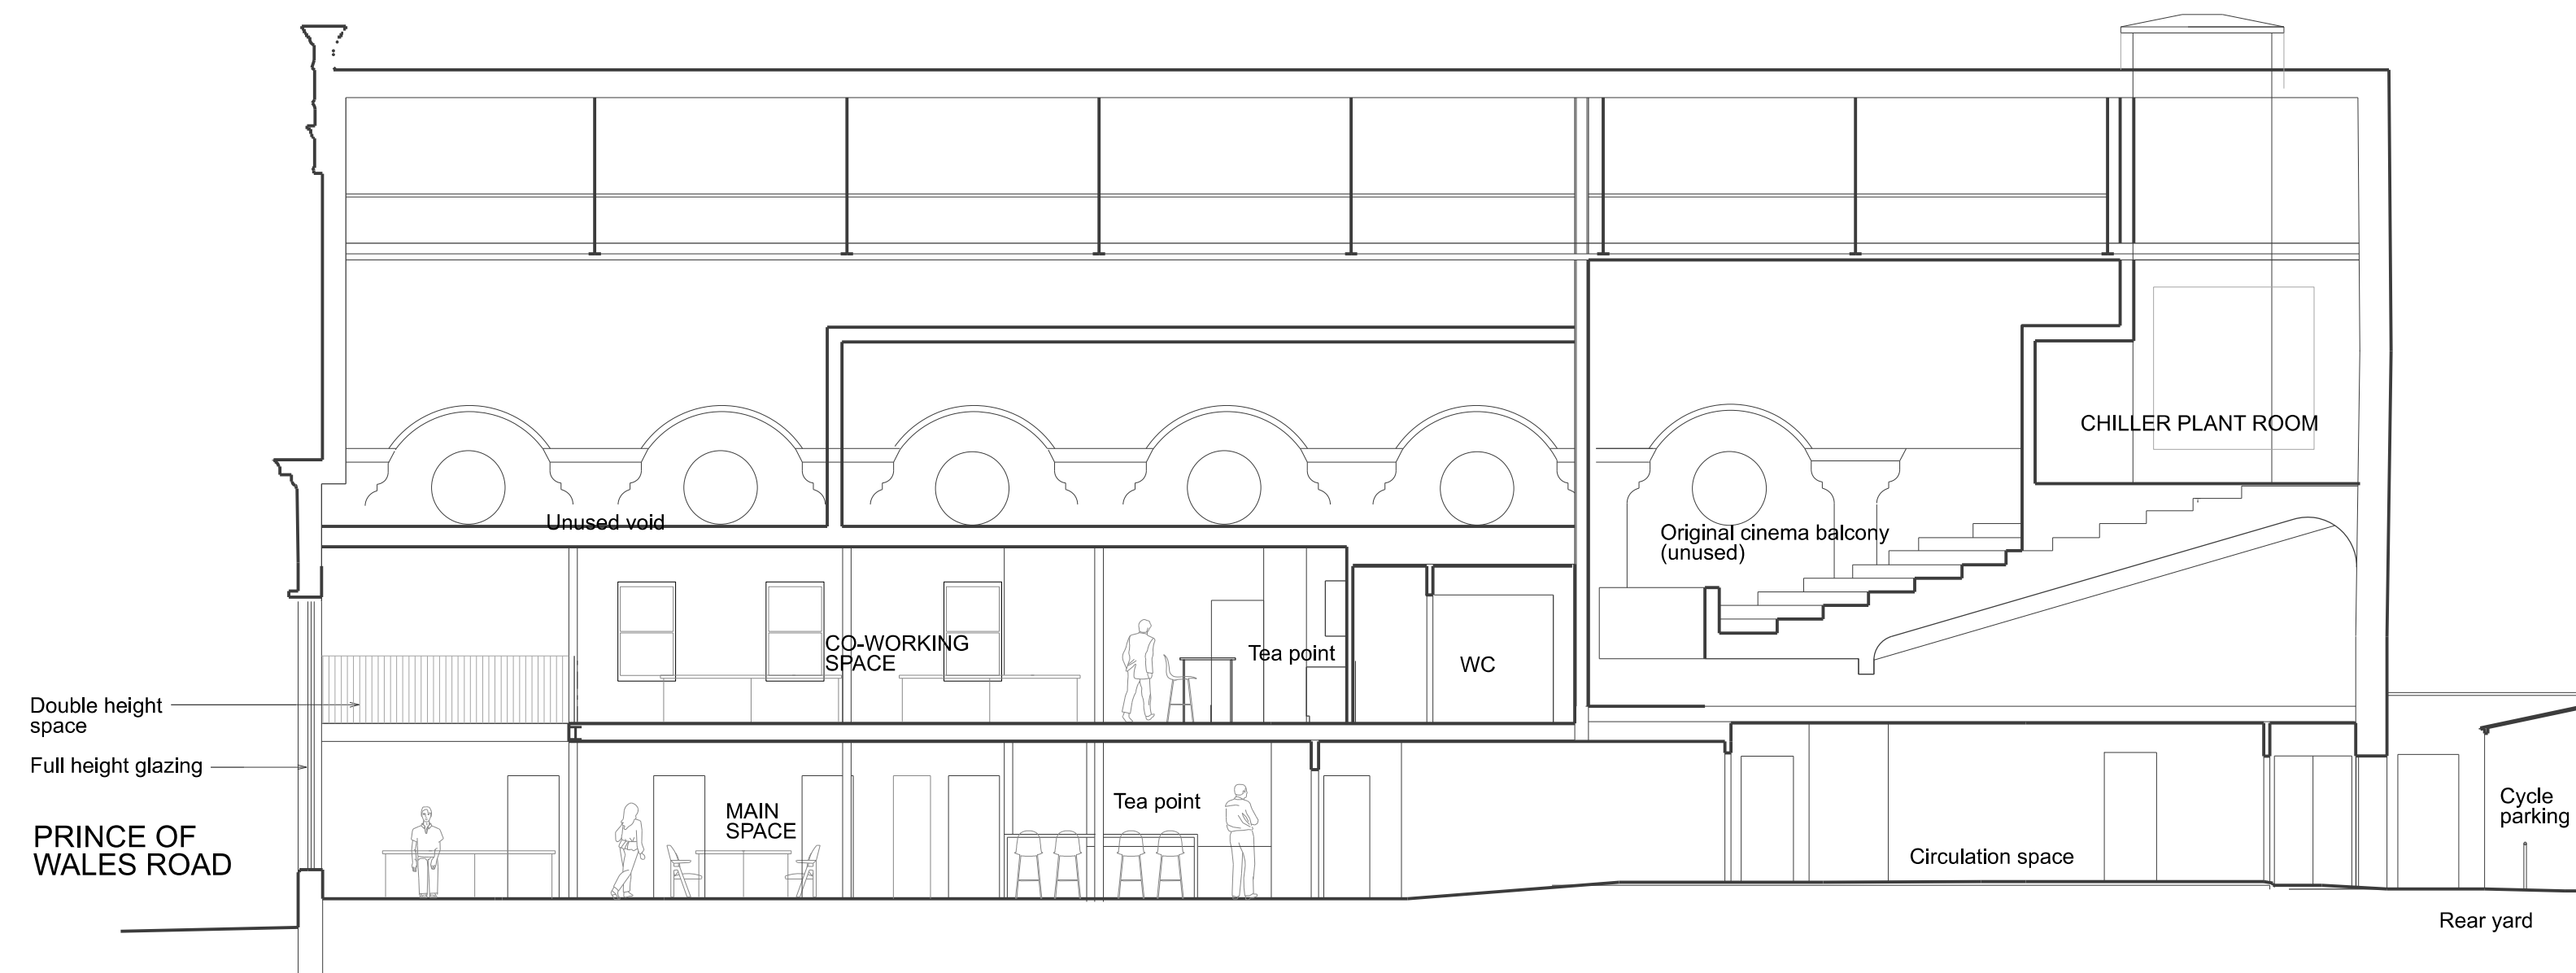 CHILLER PLANT ROOM
Unused void
Original cinema balcony
(unused)
CO-WORKING
SPACE
Tea point
WC
Double height
space
Full height glazing
PRINCE OF
WALES ROAD
MAIN
SPACE
Tea point
Circulation space
Cycle
parking
Rear yard